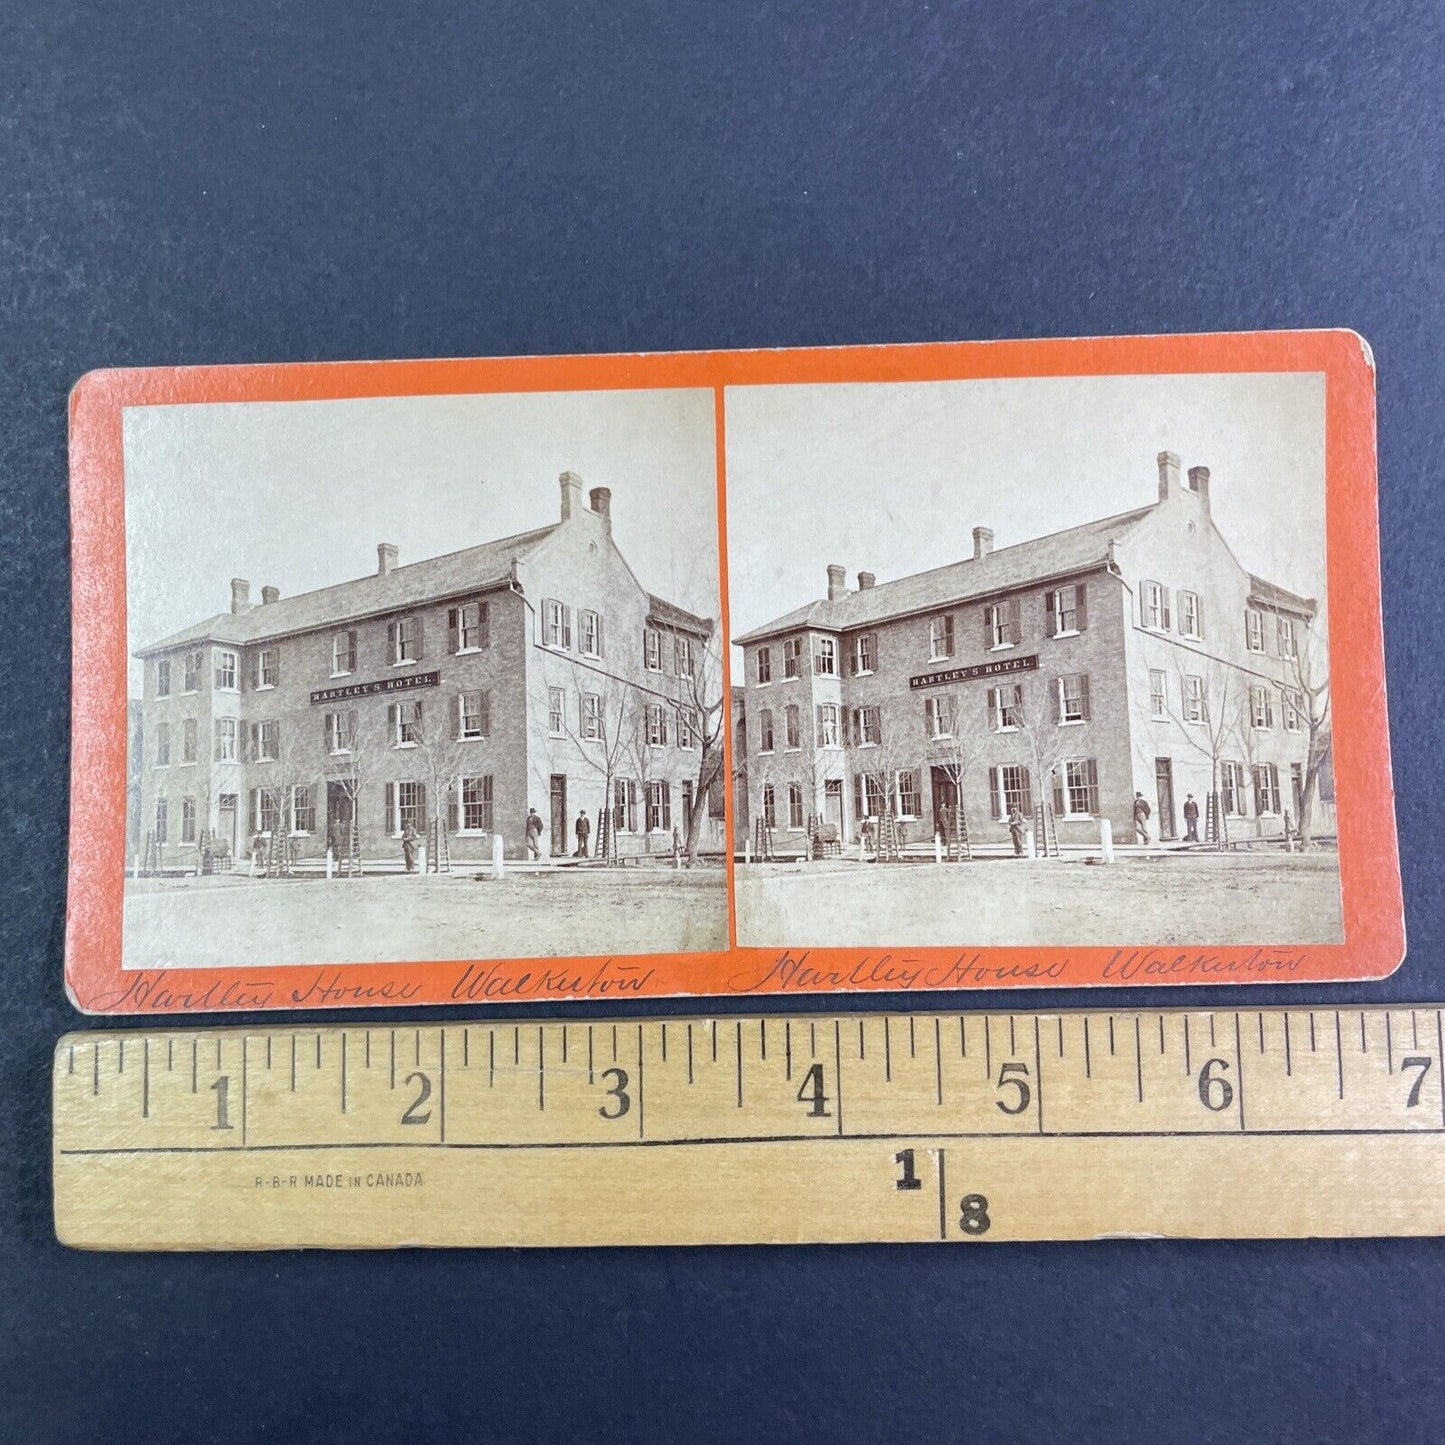 HARTLEY'S HOTEL.
HARTLEY'S HOTEL.
Hartley House Walkerton
Hartley House Walkerton
1 2 3 4 5 6 7
R-B-R MADE IN CANADA
1
8